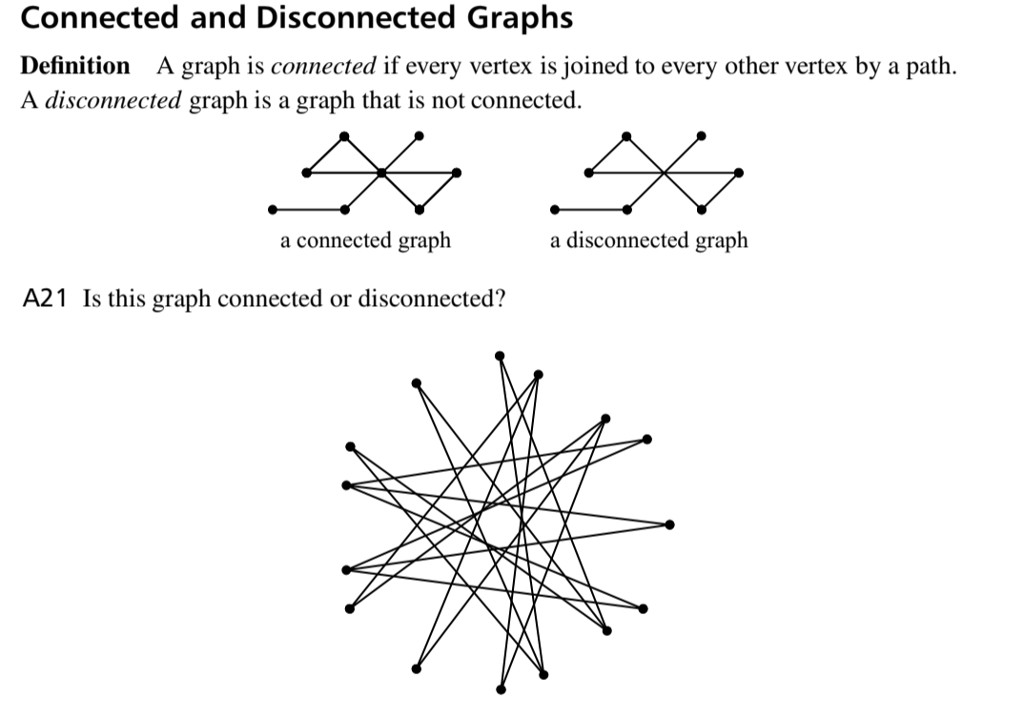 Connected and Disconnected Graphs
Definition A graph is connected if every vertex is joined to every other vertex by a path.
A disconnected graph is a graph that is not connected.
a connected graph
a disconnected graph
A21 Is this graph connected or disconnected?